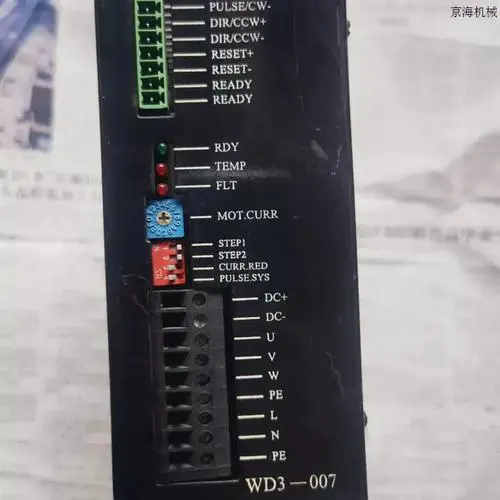 京海机械
PULSE/CW-
DIR/CCW+
DIR/CCW-
RESET+
RESET-
READY
READY
RDY
TEMP
FLT
MOT.CURR
STEP1
STEP2
CURR.RED
PULSE.SYS
DC+
DC-
U
V
W
PE
L
N
PE
WD3-007